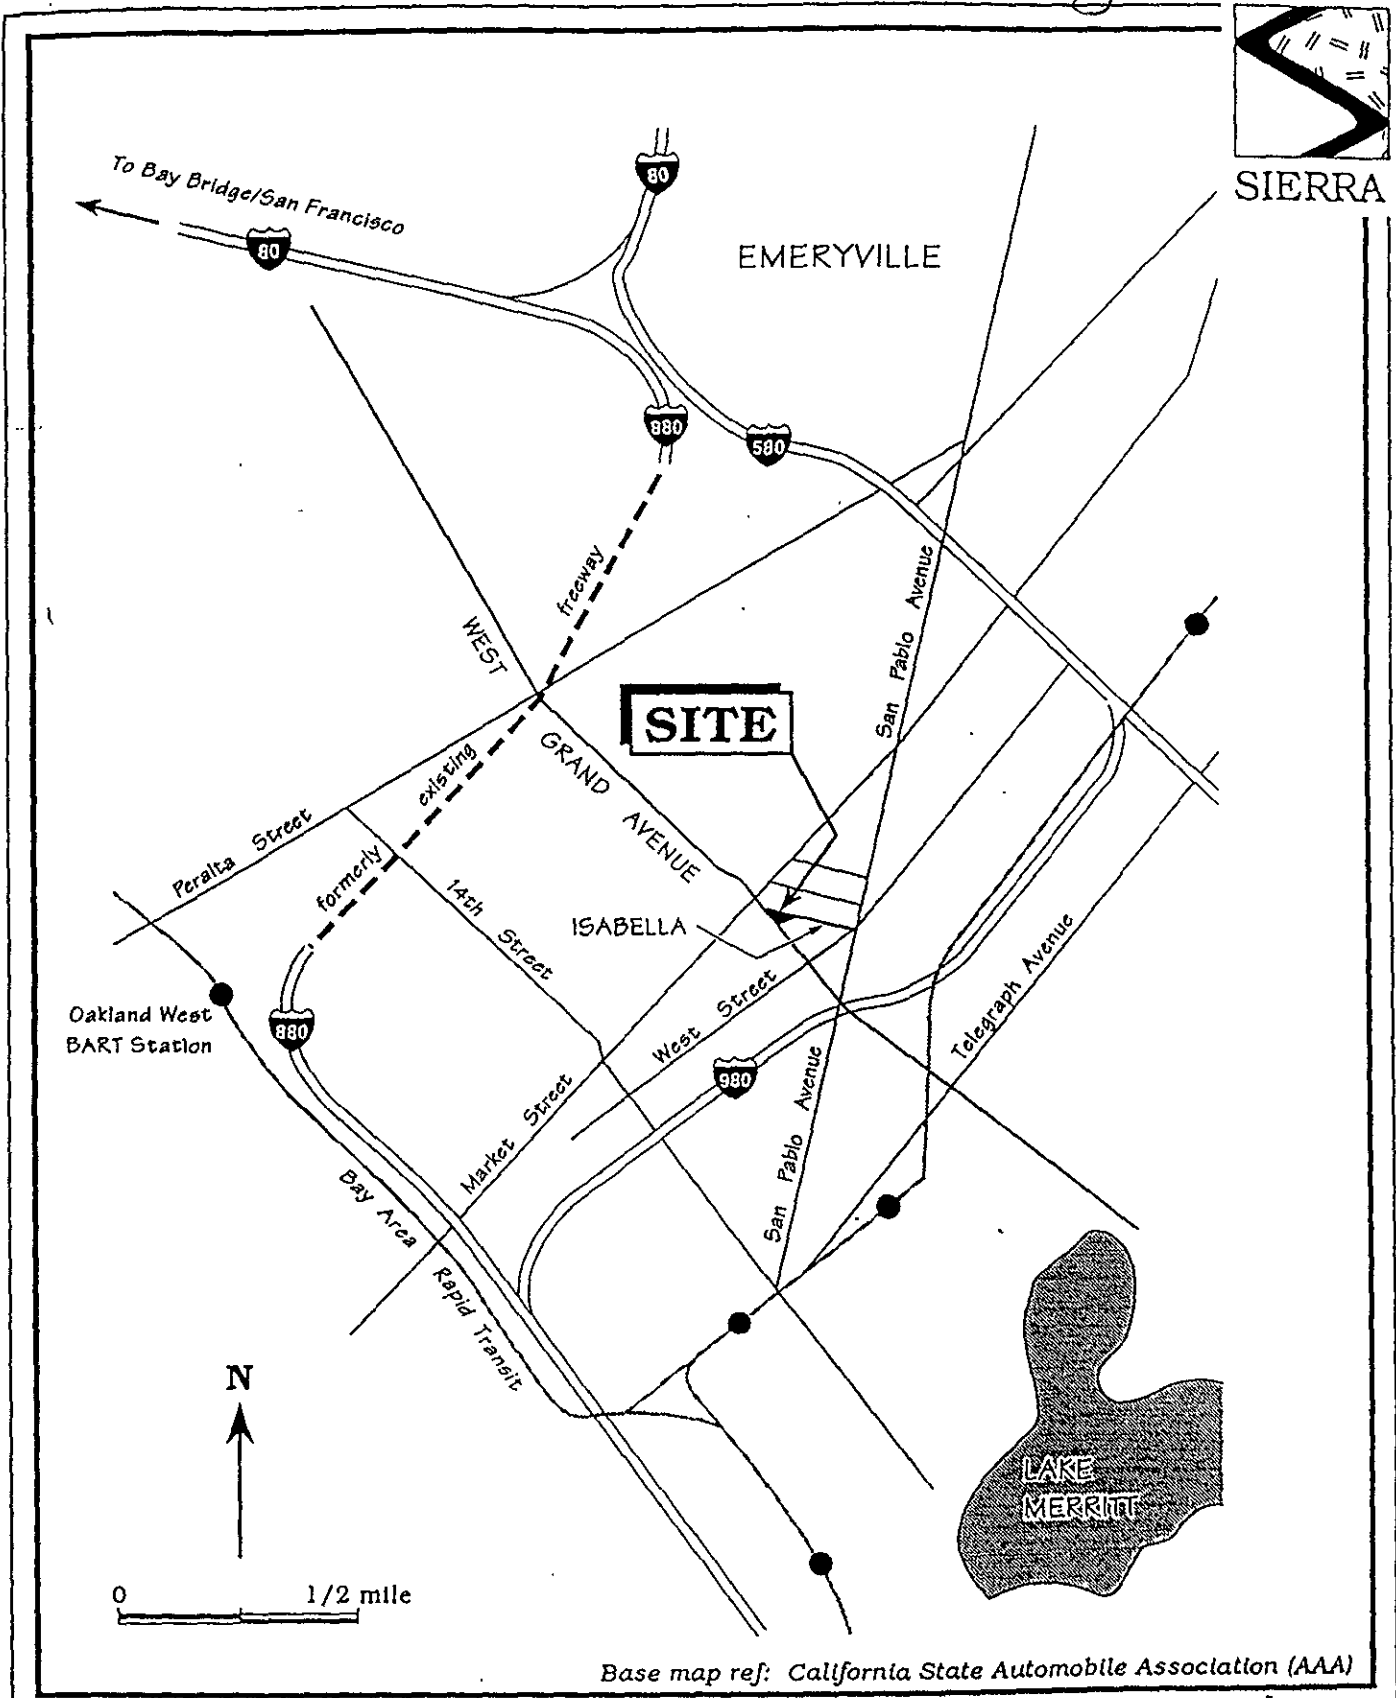 SIERRA
To Bay Bridge/San Francisco
80
80
EMERYVILLE
880
580
freeway
WEST
San Pablo Avenue
SITE
GRAND AVENUE
existing
Peralta Street
formerly
14th Street
ISABELLA
West Street
Telegraph Avenue
Oakland West
BART Station
880
980
Market Street
San Pablo Avenue
Bay Area Rapid Transit
N
LAKE
MERRITT
0 1/2 mile
Base map ref: California State Automobile Association (AAA)